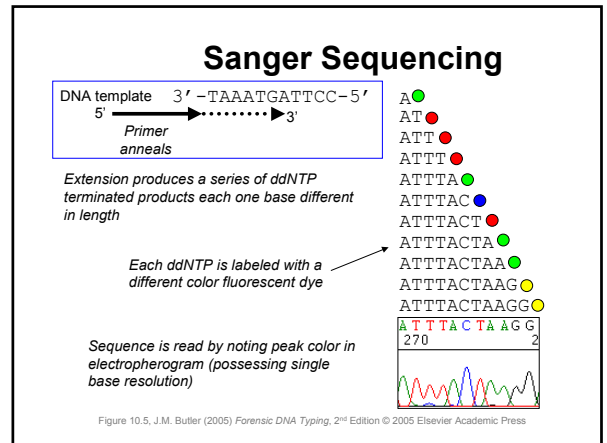 Sanger Sequencing
DNA template 3’ -TAAATGATTCC-5’
5’ 3’
Primer
anneals
Extension produces a series of ddNTP
terminated products each one base different
in length
Each ddNTP is labeled with a
different color fluorescent dye
Sequence is read by noting peak color in
electropherogram (possessing single
base resolution)
A
AT
ATT
ATTT
ATTTA
ATTTAC
ATTTACT
ATTTACTA
ATTTACTAA
ATTTACTAAG
ATTTACTAAGG
A T T T A C T A A G G
270 2
Figure 10.5, J.M. Butler (2005) Forensic DNA Typing, 2nd Edition © 2005 Elsevier Academic Press